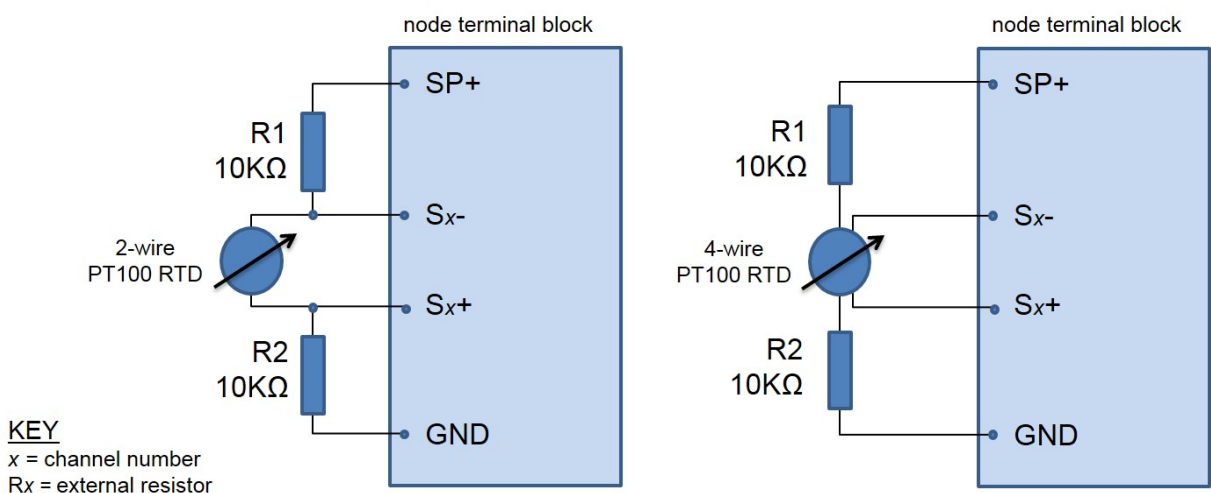 node terminal block
SP+
R1
10KΩ
Sx-
2-wire
PT100 RTD
Sx+
R2
10KΩ
GND
KEY
x = channel number
Rx = external resistor
node terminal block
SP+
R1
10KΩ
Sx-
4-wire
PT100 RTD
Sx+
R2
10KΩ
GND